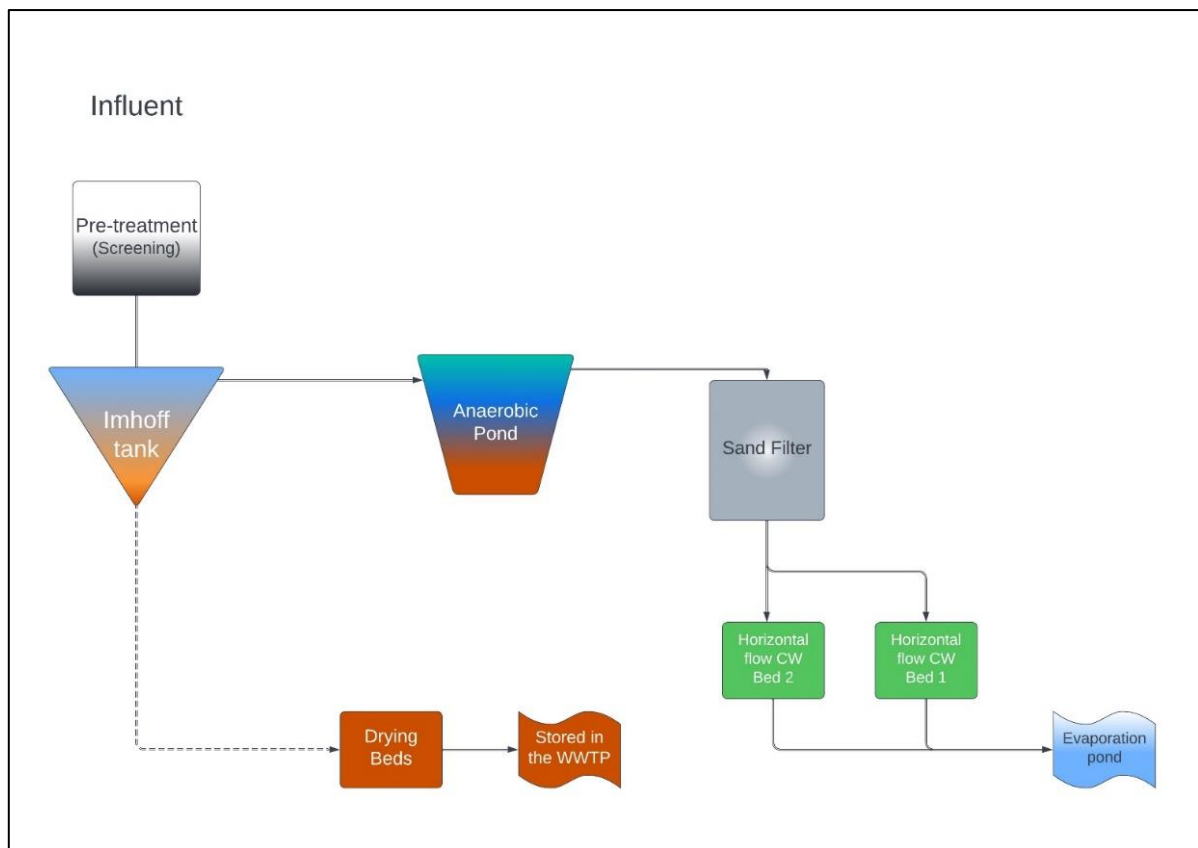 Influent
Pre-treatment
(Screening)
Imhoff
tank
Anaerobic
Pond
Sand Filter
Horizontal
flow CW
Bed 2
Horizontal
flow CW
Bed 1
Drying
Beds
Stored in
the WWTP
Evaporation
pond